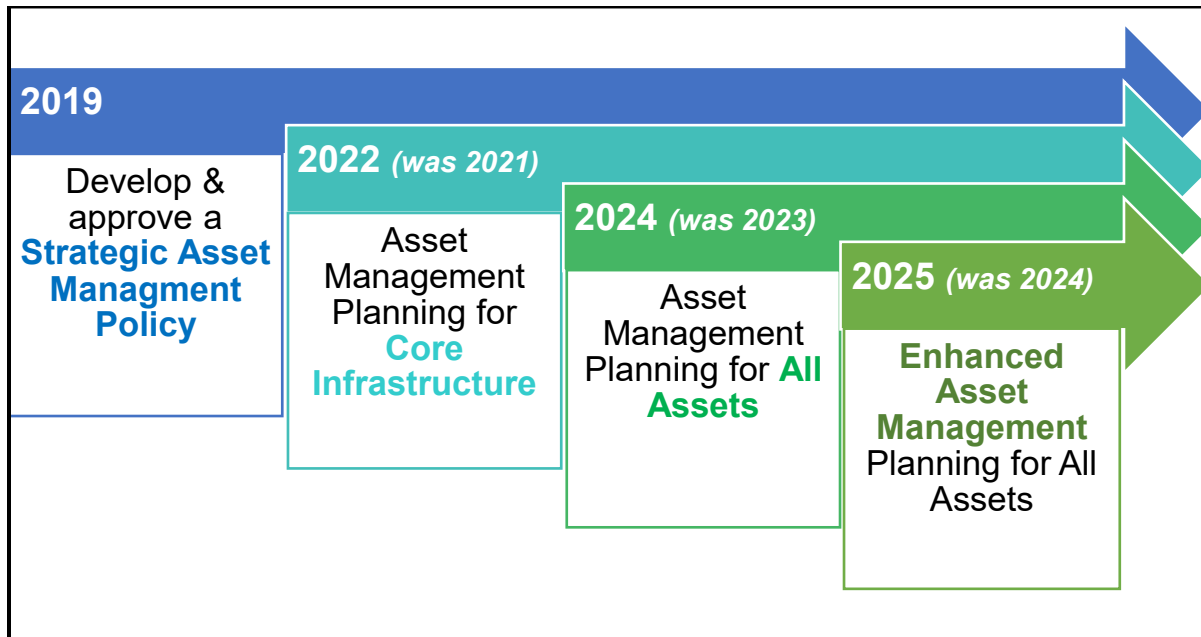 2019
Develop &
approve a
Strategic Asset
Managment
Policy
2022 (was 2021)
Asset
Management
Planning for
Core
Infrastructure
2024 (was 2023)
Asset
Management
Planning for All
Assets
2025 (was 2024)
Enhanced
Asset
Management
Planning for All
Assets